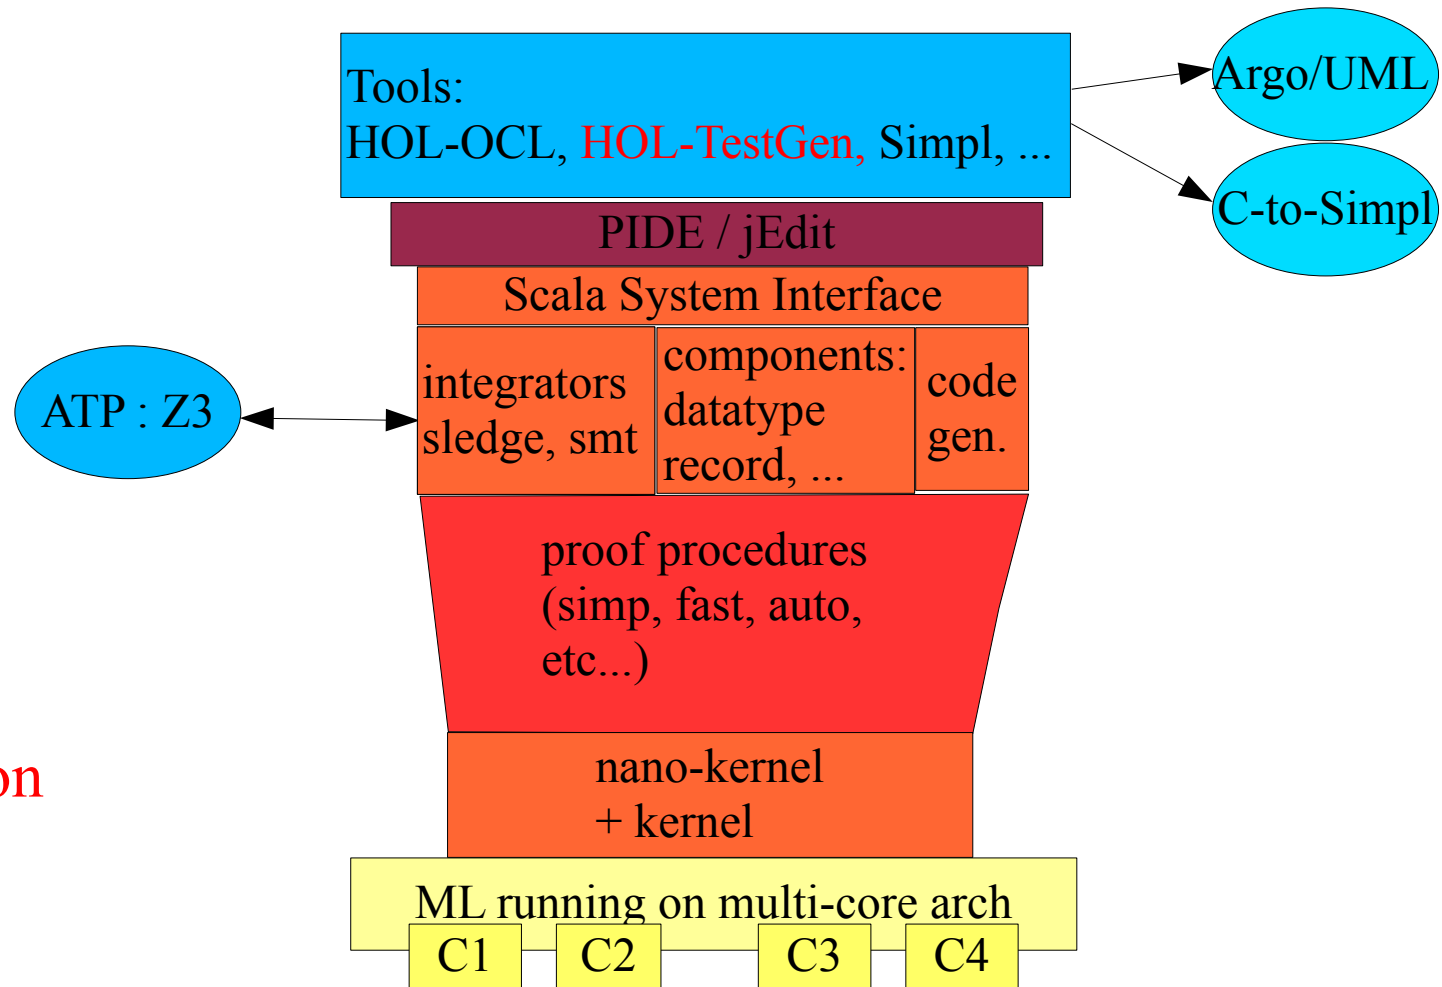 Tools:
HOL-OCL, HOL-TestGen, Simpl, ...
Argo/UML
C-to-Simpl
PIDE / jEdit
Scala System Interface
ATP : Z3
integrators
sledge, smt
components:
datatype
record, ...
code
gen.
proof procedures
(simp, fast, auto,
etc...)
on
nano-kernel
+ kernel
ML running on multi-core arch
C1
C2
C3
C4